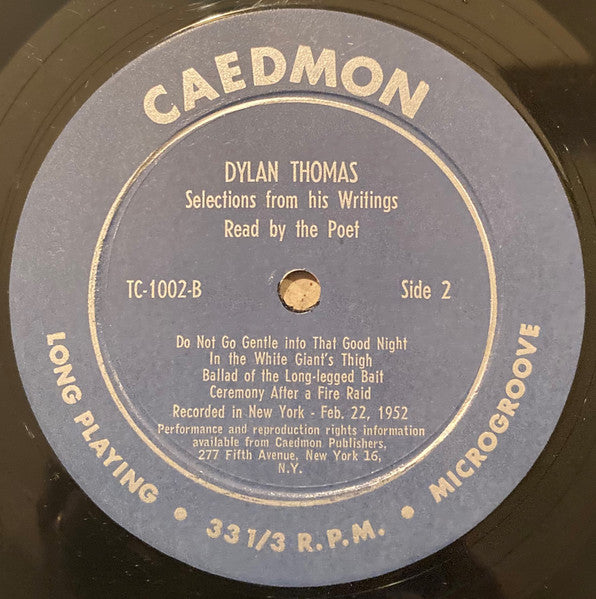 CAEDMON
DYLAN THOMAS
Selections from his Writings
Read by the Poet
TC-1002-B
Side 2
Do Not Go Gentle into That Good Night
In the White Giant's Thigh
Ballad of the Long-legged Bait
Ceremony After a Fire Raid
Recorded in New York - Feb. 22, 1952
Performance and reproduction rights information
available from Caedmon Publishers,
277 Fifth Avenue, New York 16,
N.Y.
LONG PLAYING • 33 1/3 R.P.M. • MICROGROOVE